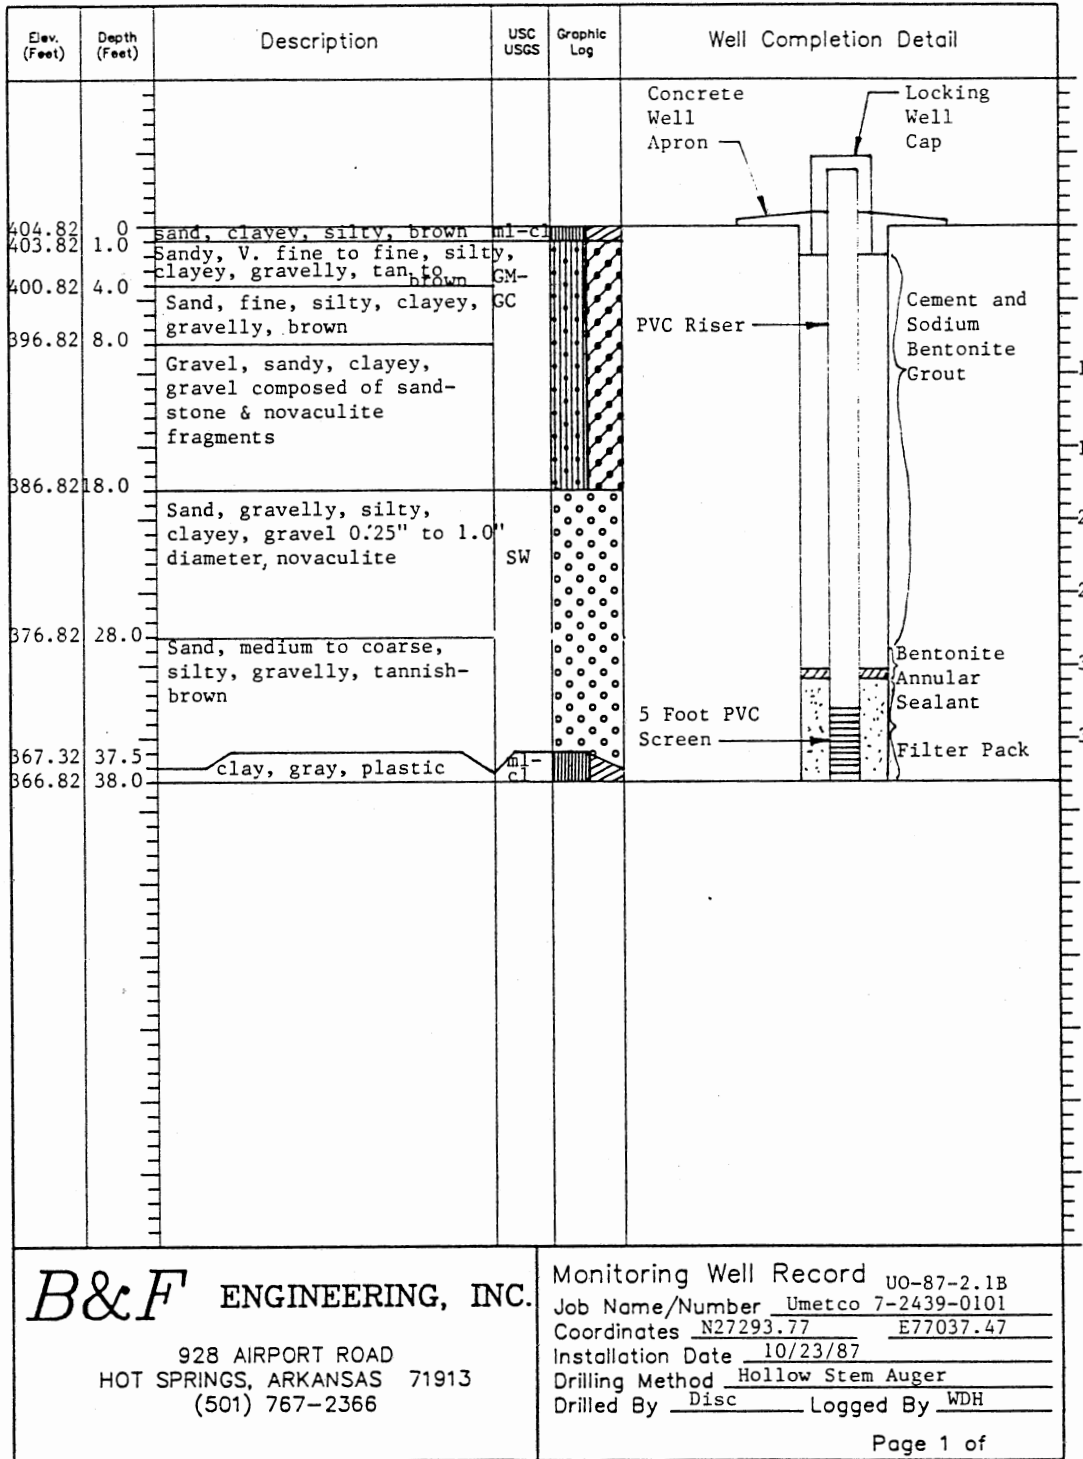 Elev. (Feet) Depth (Feet) Description USC USGS Graphic Log Well Completion Detail
Concrete Well Apron
Locking Well Cap
404.82 0 sand, clayey, silty, brown ml-cl
403.82 1.0 Sandy, V. fine to fine, silty,
clayey, gravelly, tan to brown GM-
400.82 4.0 Sand, fine, silty, clayey, GC
gravelly, brown
PVC Riser
Cement and
Sodium
Bentonite
Grout
396.82 8.0
Gravel, sandy, clayey,
gravel composed of sand-
stone & novaculite
fragments
386.82 18.0
Sand, gravelly, silty,
clayey, gravel 0.25" to 1.0"
diameter, novaculite SW
376.82 28.0
Sand, medium to coarse,
silty, gravelly, tannish-
brown
Bentonite
Annular
Sealant
5 Foot PVC
Screen
Filter Pack
367.32 37.5
clay, gray, plastic ml-
366.82 38.0 cl
1
1
2
2
3
3
B&F ENGINEERING, INC.
928 AIRPORT ROAD
HOT SPRINGS, ARKANSAS 71913
(501) 767-2366
Monitoring Well Record UO-87-2.1B
Job Name/Number Umetco 7-2439-0101
Coordinates N27293.77 E77037.47
Installation Date 10/23/87
Drilling Method Hollow Stem Auger
Drilled By Disc Logged By WDH
Page 1 of